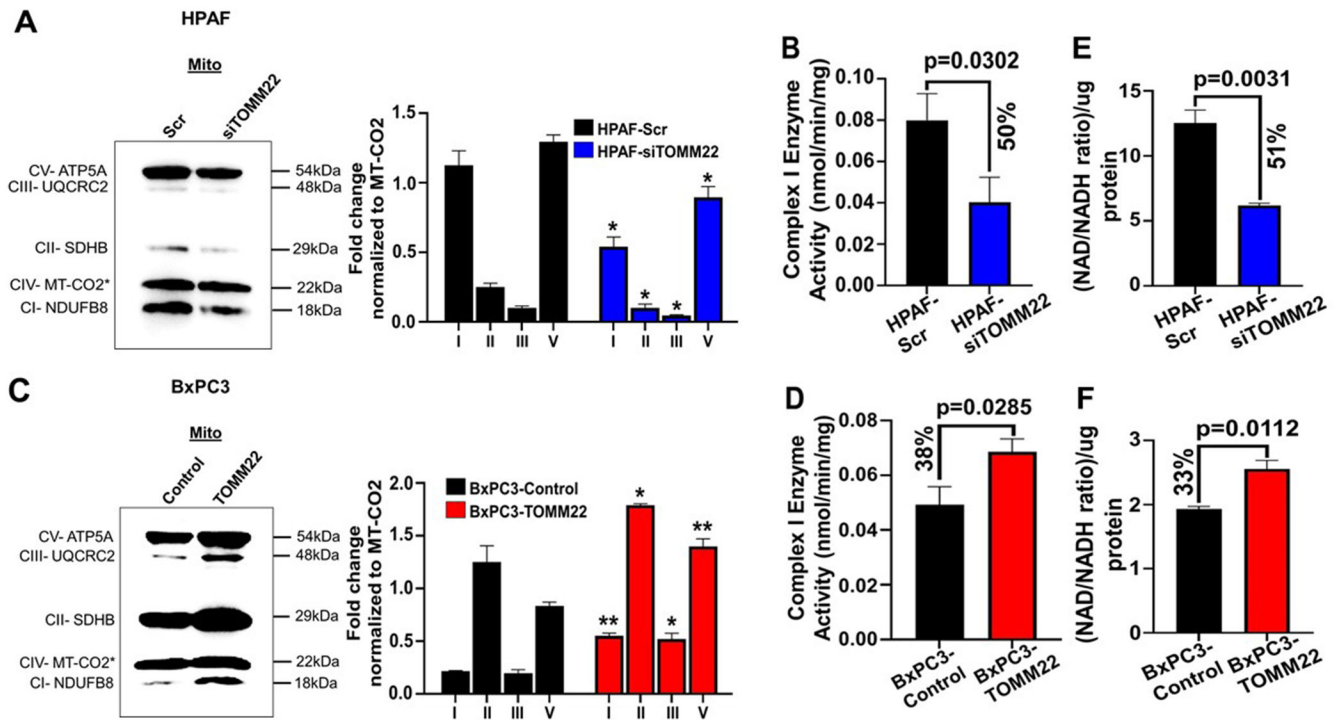 A
HPAF
Mito
Scr
siTOMM22
CV- ATP5A
CIII- UQCRC2
CII- SDHB
CIV- MT-CO2*
CI- NDUFB8
54kDa
48kDa
29kDa
22kDa
18kDa
Fold change
normalized to MT-CO2
1.5
1.0
0.5
0.0
HPAF-Scr
HPAF-siTOMM22
* * * *
I II III V I II III V
B
p=0.0302
50%
Complex I Enzyme
Activity (nmol/min/mg)
0.10
0.08
0.06
0.04
0.02
0.00
HPAF-
Scr
HPAF-
siTOMM22
E
p=0.0031
51%
(NAD/NADH ratio)/ug
protein
15
10
5
0
HPAF-
Scr
HPAF-
siTOMM22
C
BxPC3
Mito
Control
TOMM22
CV- ATP5A
CIII- UQCRC2
CII- SDHB
CIV- MT-CO2*
CI- NDUFB8
54kDa
48kDa
29kDa
22kDa
18kDa
Fold change
normalized to MT-CO2
2.0
1.5
1.0
0.5
0.0
BxPC3-Control
BxPC3-TOMM22
** * * **
I II III V I II III V
D
p=0.0285
38%
Complex I Enzyme
Activity (nmol/min/mg)
0.08
0.06
0.04
0.02
0.00
BxPC3-
Control
BxPC3-
TOMM22
F
p=0.0112
33%
(NAD/NADH ratio)/ug
protein
3
2
1
0
BxPC3-
Control
BxPC3-
TOMM22